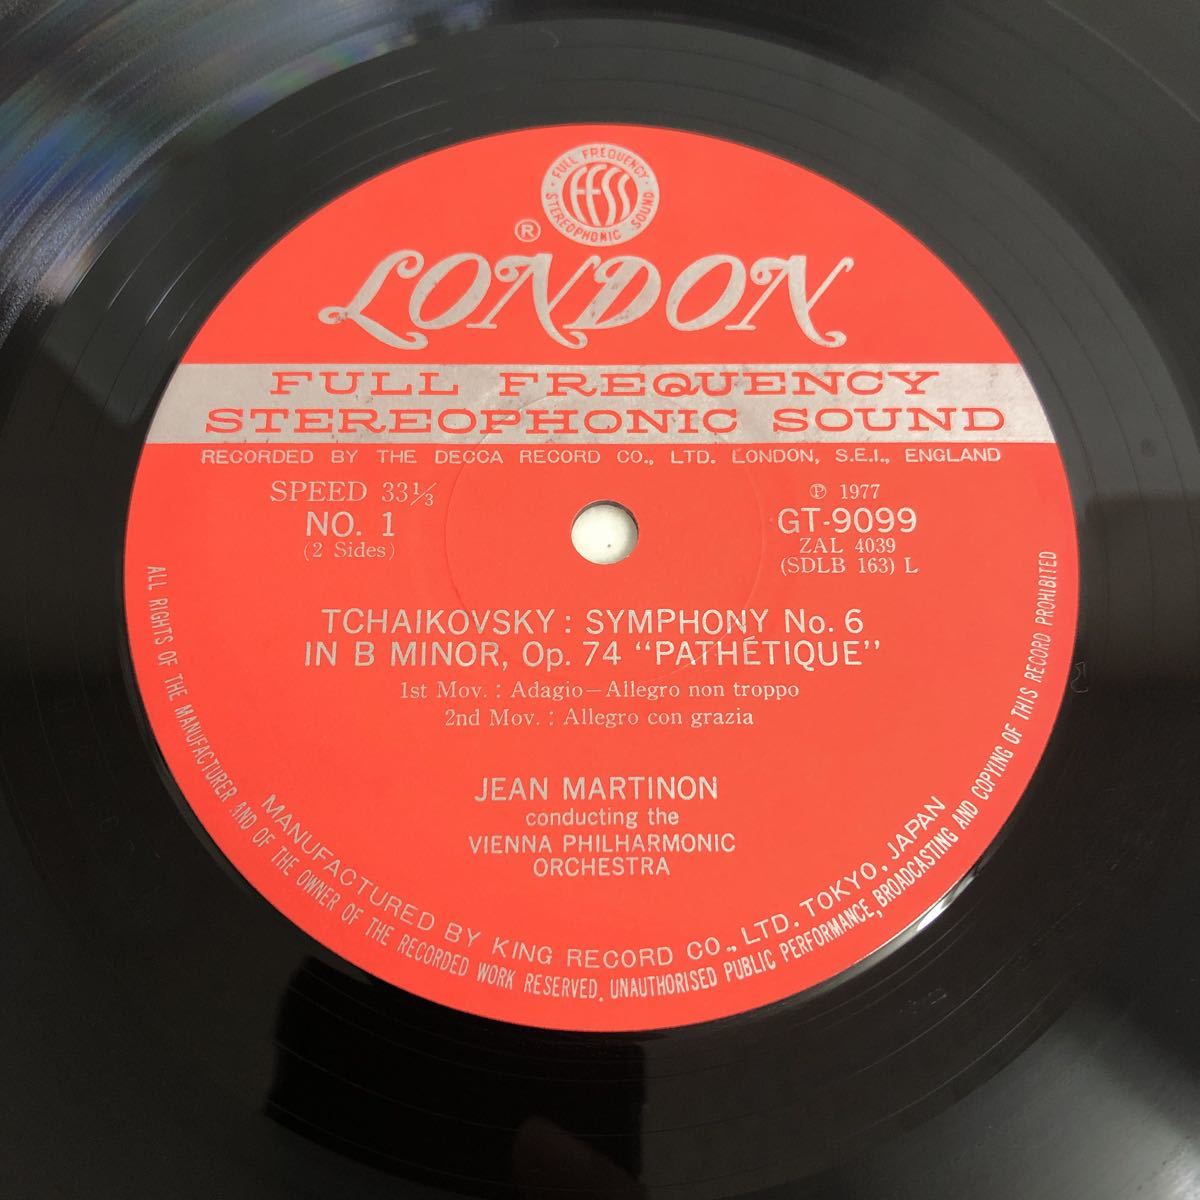 FULL FREQUENCY
FFSS
STEREOPHONIC SOUND
®
LONDON
FULL FREQUENCY
STEREOPHONIC SOUND
RECORDED BY THE DECCA RECORD CO., LTD. LONDON, S.E.I., ENGLAND
SPEED 33⅓
NO. 1
(2 Sides)
℗ 1977
GT-9099
ZAL 4039
(SDLB 163) L
TCHAIKOVSKY : SYMPHONY No. 6
IN B MINOR, Op. 74 "PATHÉTIQUE"
1st Mov. : Adagio—Allegro non troppo
2nd Mov. : Allegro con grazia
JEAN MARTINON
conducting the
VIENNA PHILHARMONIC
ORCHESTRA
MANUFACTURED BY KING RECORD CO., LTD. TOKYO, JAPAN
ALL RIGHTS OF THE MANUFACTURER AND OF THE OWNER OF THE RECORDED WORK RESERVED. UNAUTHORISED PUBLIC PERFORMANCE, BROADCASTING AND COPYING OF THIS RECORD PROHIBITED